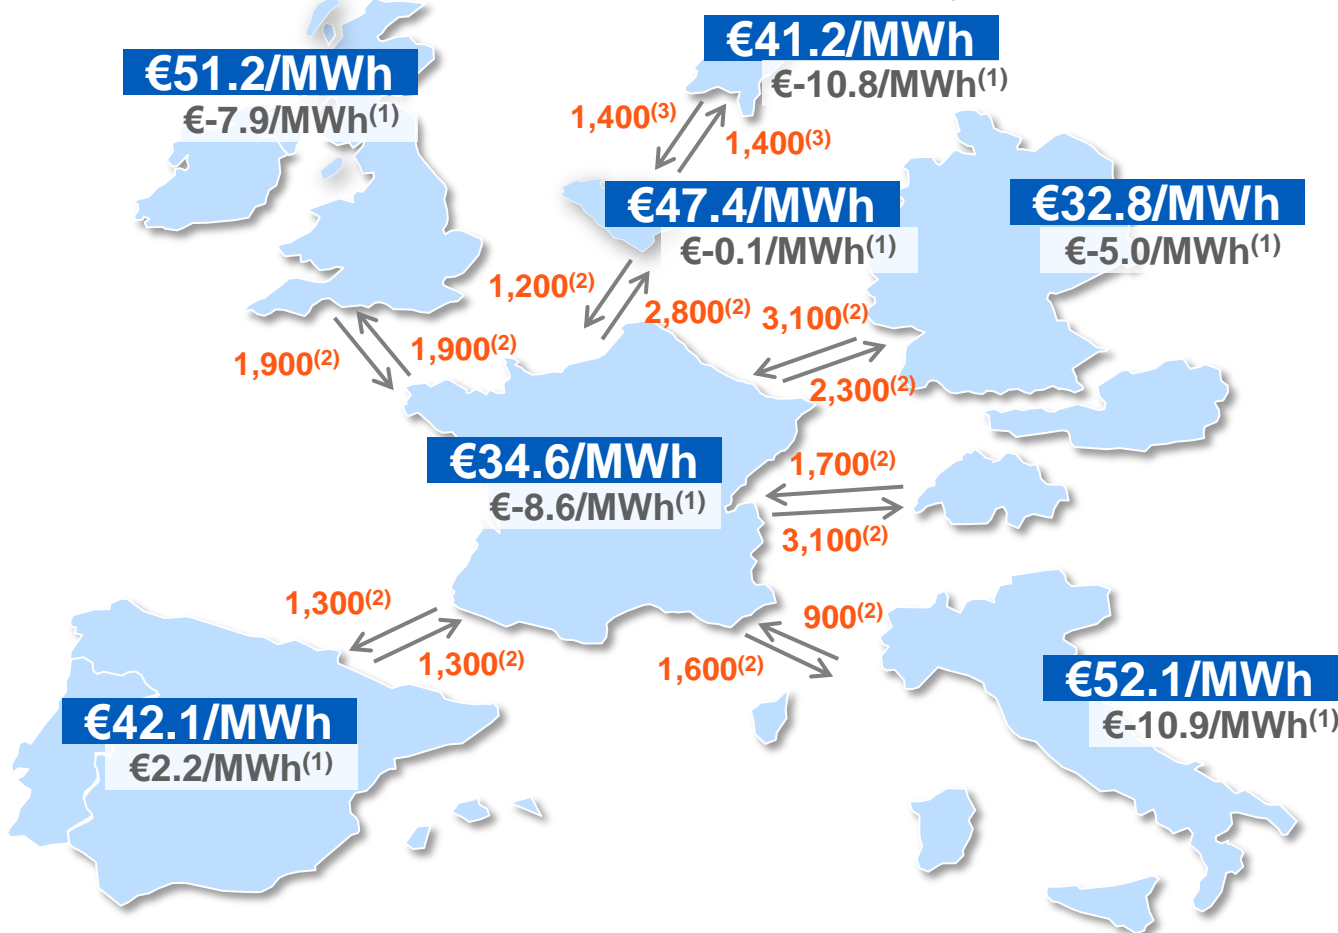 €41.2/MWh
€-10.8/MWh(1)
€51.2/MWh
€-7.9/MWh(1)
1,400(3)
1,400(3)
€47.4/MWh
€-0.1/MWh(1)
€32.8/MWh
€-5.0/MWh(1)
1,200(2)
2,800(2)
3,100(2)
1,900(2)
1,900(2)
2,300(2)
€34.6/MWh
€-8.6/MWh(1)
1,700(2)
3,100(2)
1,300(2)
1,300(2)
900(2)
1,600(2)
€52.1/MWh
€-10.9/MWh(1)
€42.1/MWh
€2.2/MWh(1)